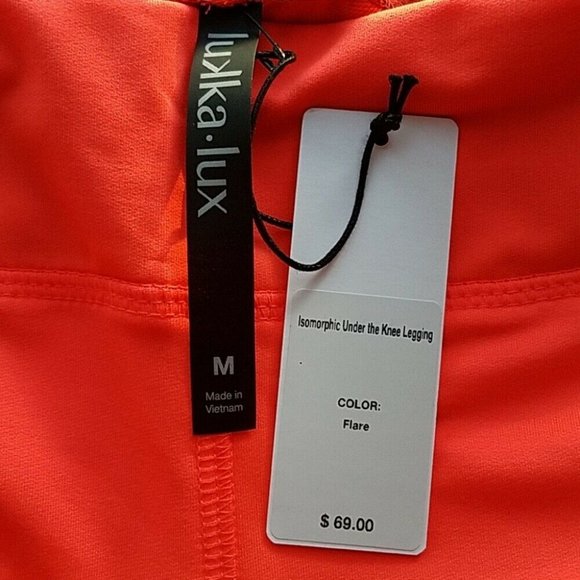 lukka·lux
M
Made in
Vietnam
Isomorphic Under the Knee Legging
COLOR:
Flare
$ 69.00